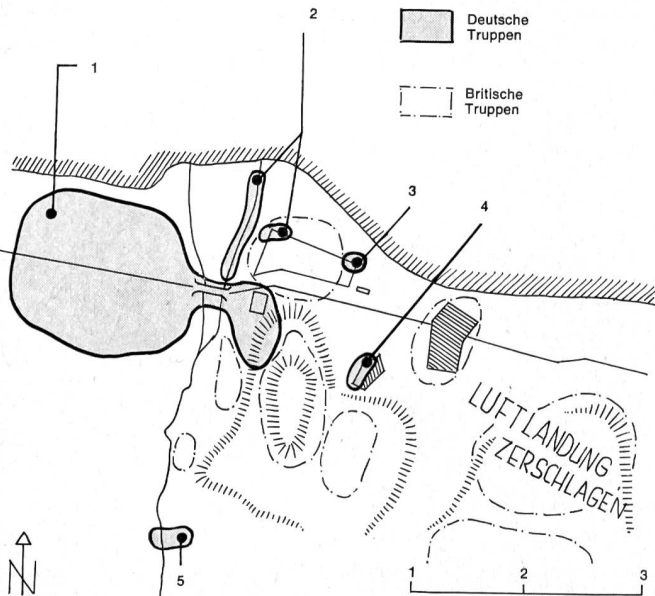 1
2
Deutsche
Truppen
Britische
Truppen
3
4
LUFTLANDUNG
ZERSCHLAGEN
5
N
1 2 3